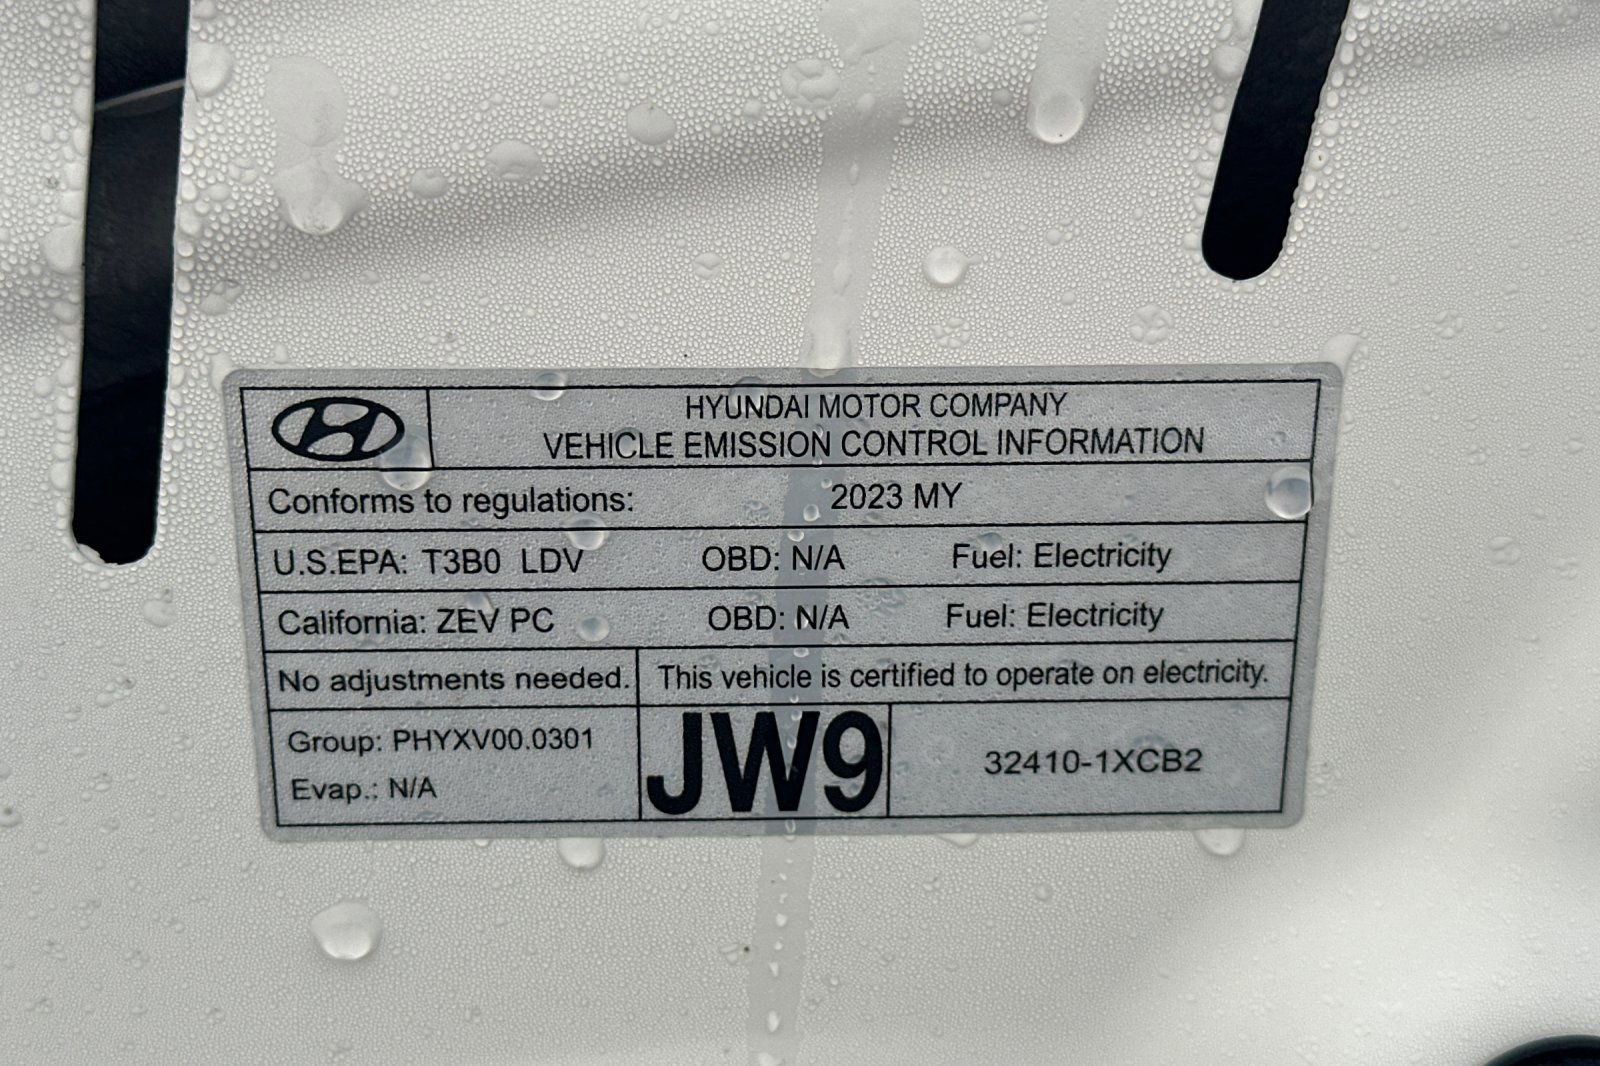 HYUNDAI MOTOR COMPANY
VEHICLE EMISSION CONTROL INFORMATION
Conforms to regulations: 2023 MY
U.S.EPA: T3B0 LDV OBD: N/A Fuel: Electricity
California: ZEV PC OBD: N/A Fuel: Electricity
No adjustments needed. This vehicle is certified to operate on electricity.
Group: PHYXV00.0301
Evap.: N/A
JW9
32410-1XCB2